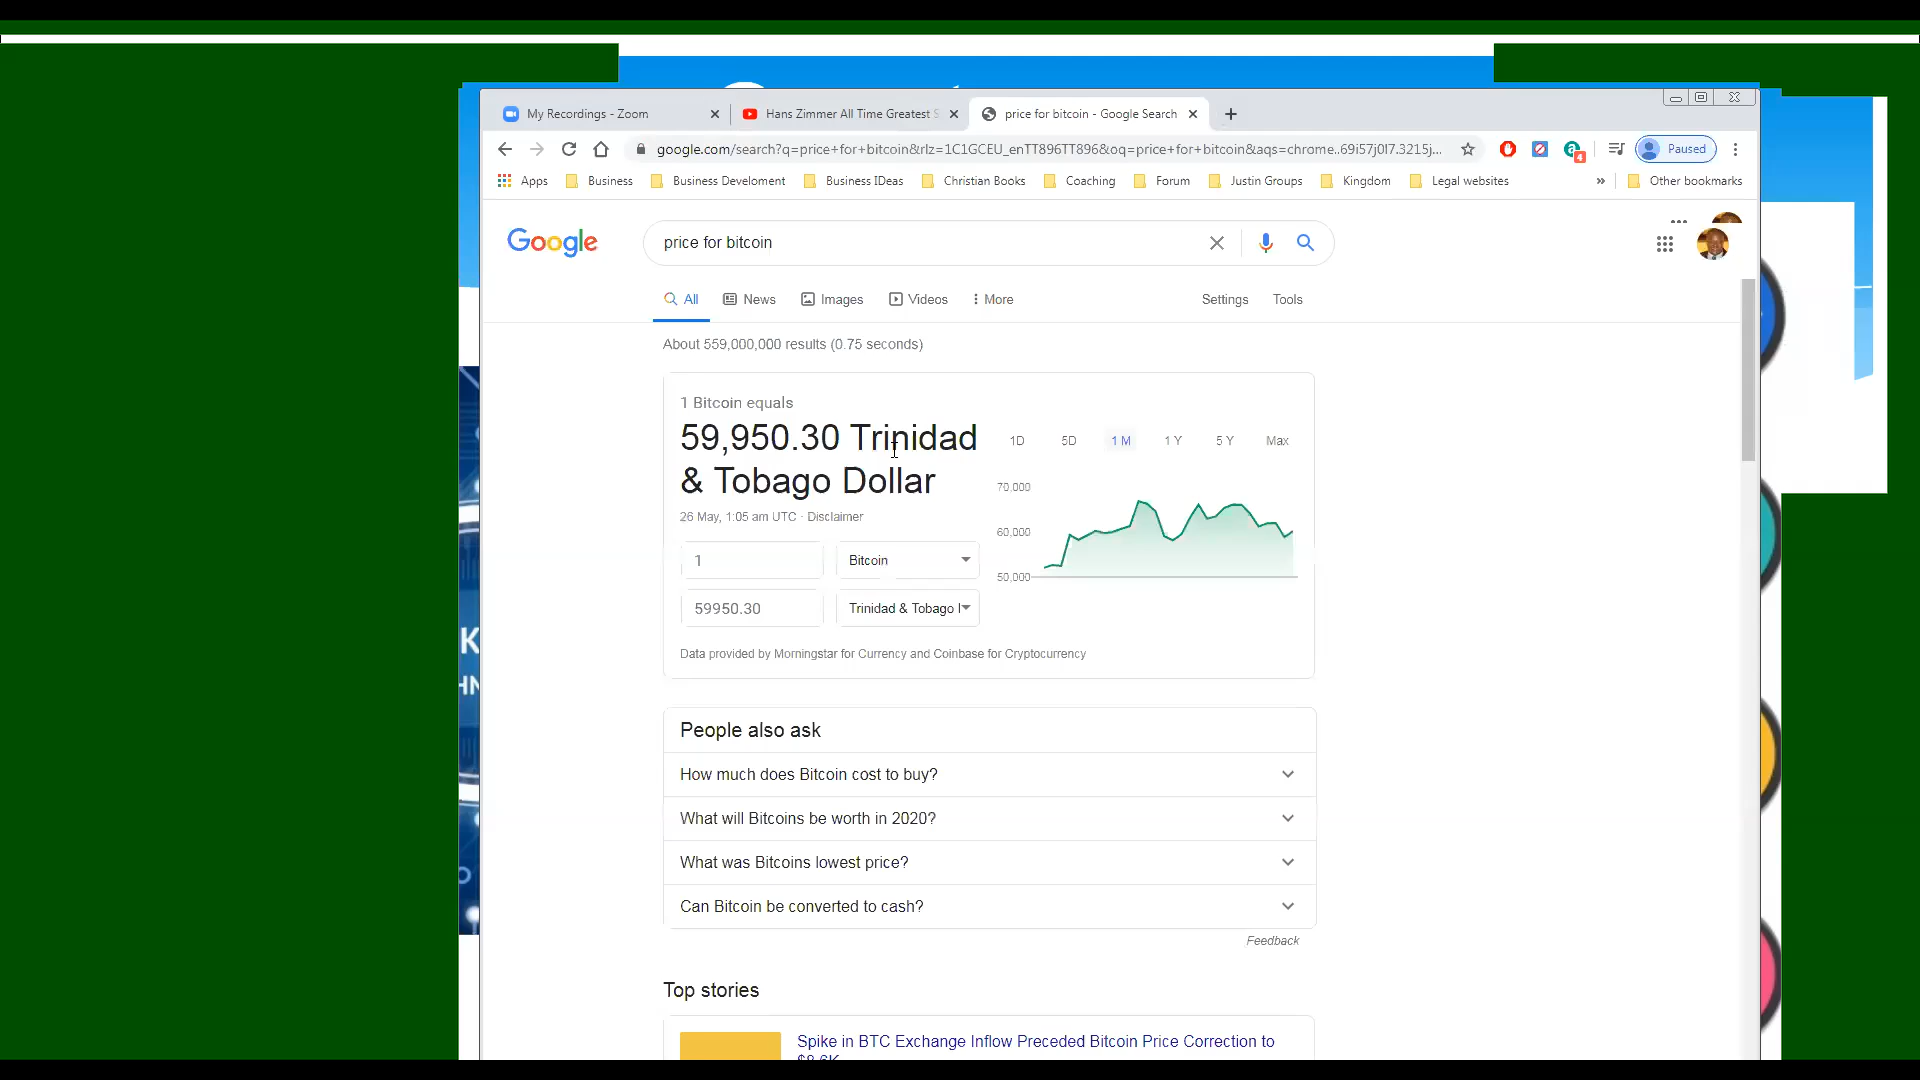 My Recordings - Zoom
Hans Zimmer All Time Greatest S
price for bitcoin - Google Search
google.com/search?q=price+for+bitcoin&rlz=1C1GCEU_enTT896TT896&oq=price+for+bitcoin&aqs=chrome..69i57j0l7.3215j...
4
Paused
Apps Business Business Develoment Business IDeas Christian Books Coaching Forum Justin Groups Kingdom Legal websites » Other bookmarks
Google
price for bitcoin
All News Images Videos More Settings Tools
About 559,000,000 results (0.75 seconds)
1 Bitcoin equals
59,950.30 Trinidad
& Tobago Dollar
26 May, 1:05 am UTC · Disclaimer
1D 5D 1M 1Y 5Y Max
70,000
60,000
50,000
1 Bitcoin
59950.30 Trinidad & Tobago
Data provided by Morningstar for Currency and Coinbase for Cryptocurrency
People also ask
How much does Bitcoin cost to buy?
What will Bitcoins be worth in 2020?
What was Bitcoins lowest price?
Can Bitcoin be converted to cash?
Feedback
Top stories
Spike in BTC Exchange Inflow Preceded Bitcoin Price Correction to
$8.6K